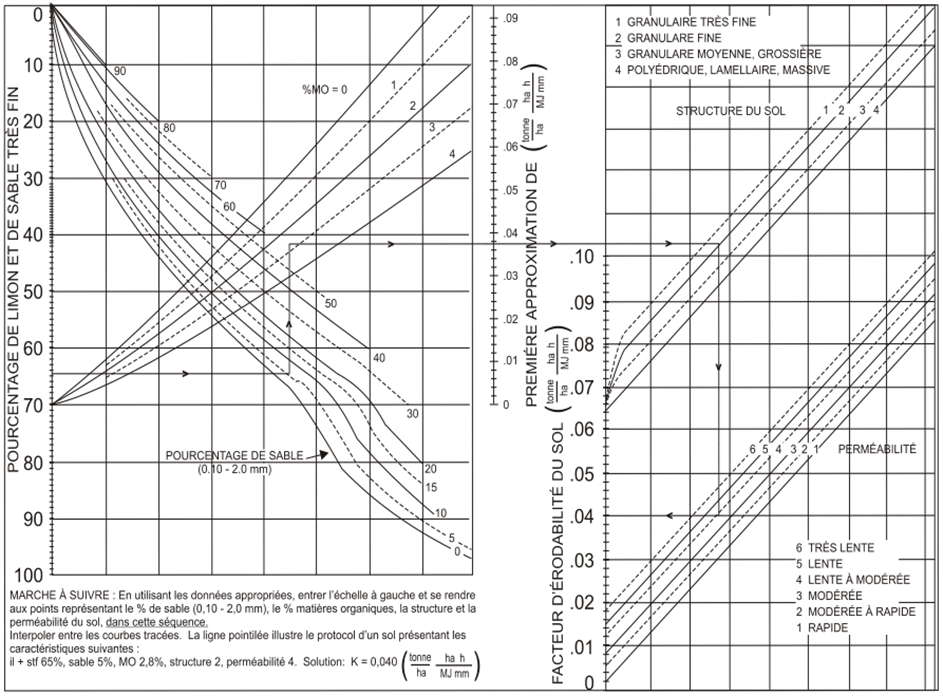 POURCENTAGE DE LIMON ET DE SABLE TRÈS FIN
0
10
20
30
40
50
60
70
80
90
100
90
80
70
60
50
40
30
20
15
10
5
0
%MO = 0
1
2
3
4
POURCENTAGE DE SABLE
(0.10 - 2.0 mm)
PREMIÈRE APPROXIMATION DE
(tonne/ha ha h/MJ mm)
.09
.08
.07
.06
.05
.04
.03
.02
.01
0
1 GRANULAIRE TRÈS FINE
2 GRANULARE FINE
3 GRANULARE MOYENNE, GROSSIÈRE
4 POLYÉDRIQUE, LAMELLAIRE, MASSIVE
STRUCTURE DU SOL
1 2 3 4
FACTEUR D'ÉRODABILITÉ DU SOL
(tonne/ha ha h/MJ mm)
.10
.09
.08
.07
.06
.05
.04
.03
.02
.01
0
6 5 4 3 2 1 PERMÉABILITÉ
6 TRÈS LENTE
5 LENTE
4 LENTE À MODÉRÉE
3 MODÉRÉE
2 MODÉRÉE À RAPIDE
1 RAPIDE
MARCHE À SUIVRE : En utilisant les données appropriées, entrer l'échelle à gauche et se rendre
aux points représentant le % de sable (0,10 - 2,0 mm), le % matières organiques, la structure et la
perméabilité du sol, dans cette séquence.
Interpoler entre les courbes tracées. La ligne pointilée illustre le protocol d'un sol présentant les
caractéristiques suivantes :
il + stf 65%, sable 5%, MO 2,8%, structure 2, perméabilité 4. Solution: K = 0,040 (tonne/ha ha h/MJ mm)